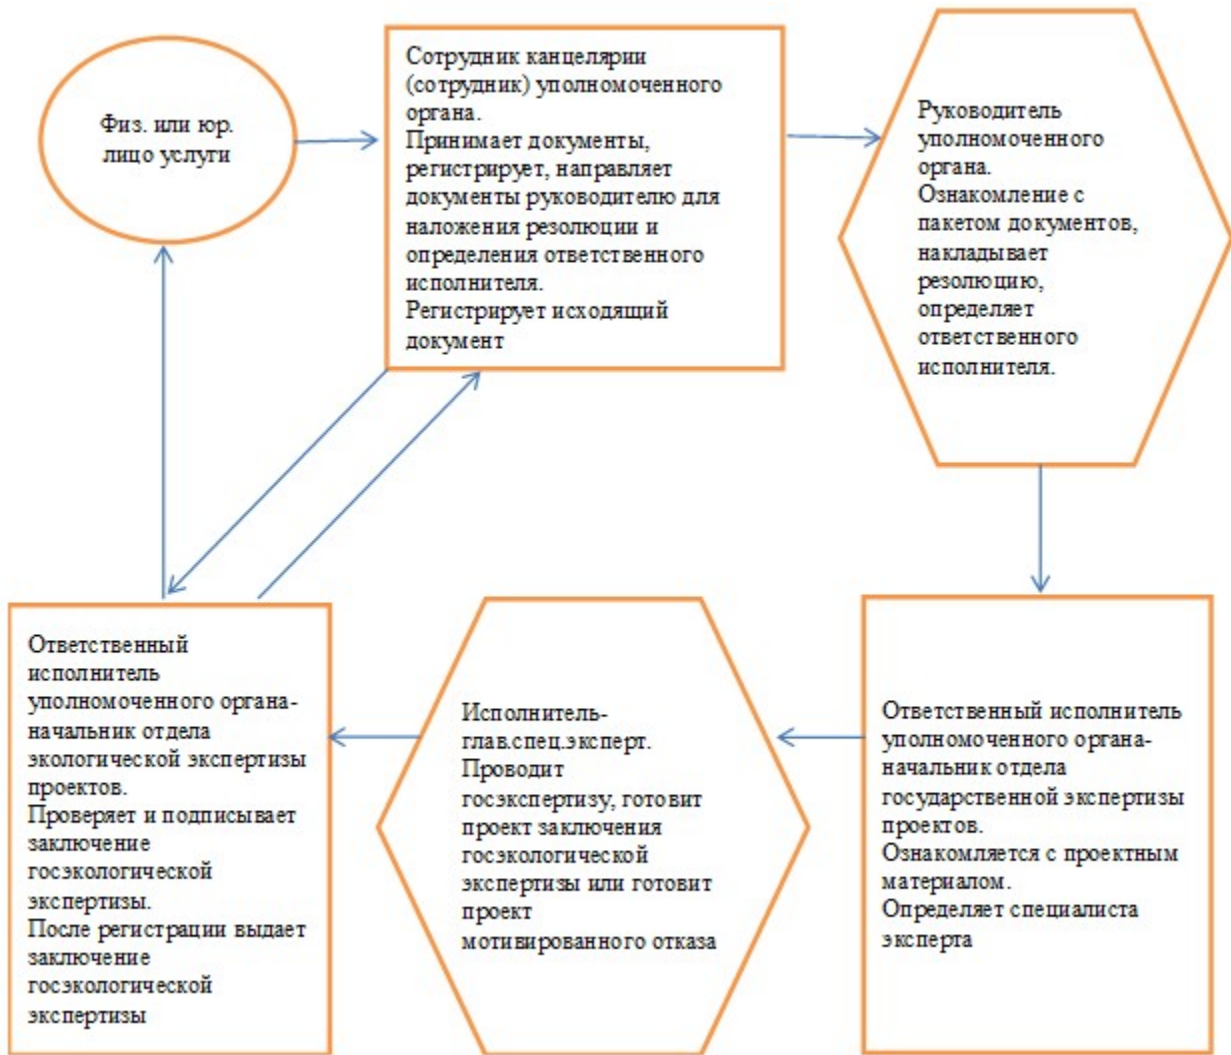 Физ. или юр.
лицо услуги
Сотрудник канцелярии
(сотрудник) уполномоченного
органа.
Принимает документы,
регистрирует, направляет
документы руководителю для
наложения резолюции и
определения ответственного
исполнителя.
Регистрирует исходящий
документ
Руководитель
уполномоченного
органа.
Ознакомление с
пакетом документов,
накладывает
резолюцию,
определяет
ответственного
исполнителя.
Ответственный
исполнитель
уполномоченного органа-
начальник отдела
экологической экспертизы
проектов.
Проверяет и подписывает
заключение
госэкологической
экспертизы.
После регистрации выдает
заключение
госэкологической
экспертизы
Исполнитель-
глав.спец.эксперт.
Проводит
госэкспертизу, готовит
проект заключения
госэкологической
экспертизы или готовит
проект
мотивированного отказа
Ответственный исполнитель
уполномоченного органа-
начальник отдела
государственной экспертизы
проектов.
Ознакомляется с проектным
материалом.
Определяет специалиста
эксперта